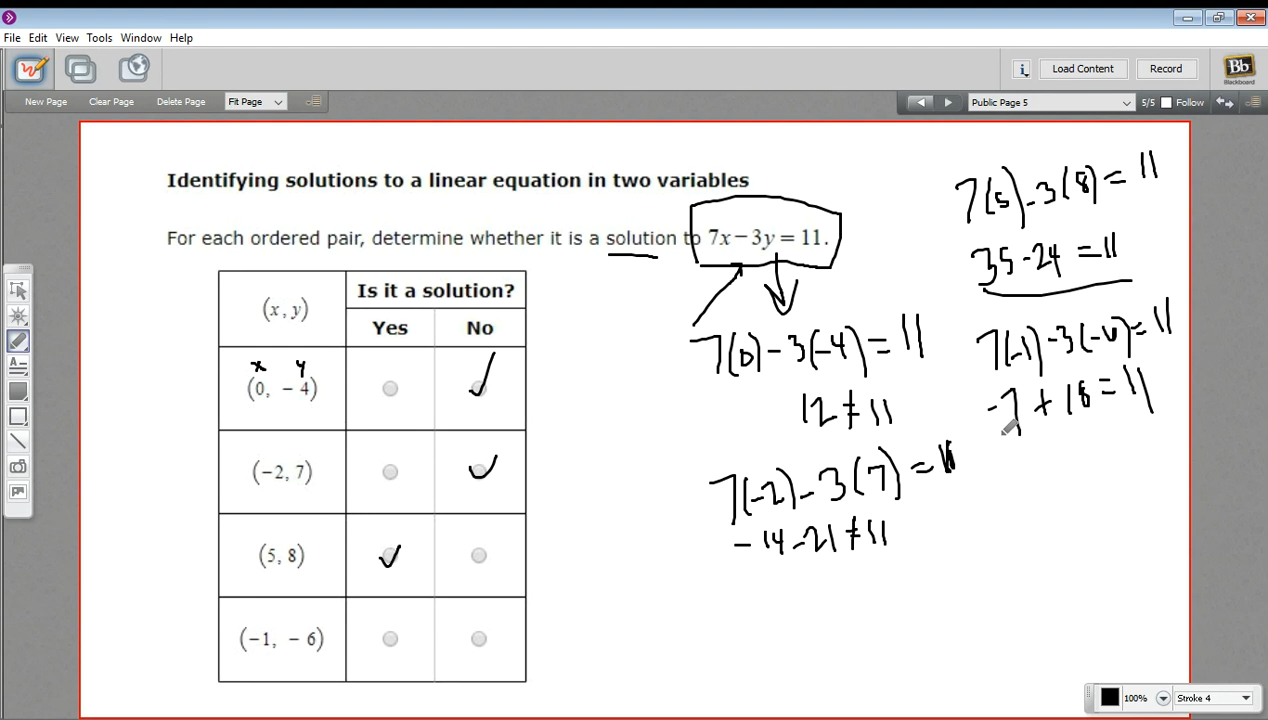 File Edit View Tools Window Help
Load Content Record Bb Blackboard
New Page Clear Page Delete Page Fit Page Public Page 5 5/5 Follow
Identifying solutions to a linear equation in two variables
For each ordered pair, determine whether it is a solution to 7x−3y=11.
(x, y) Is it a solution?
Yes No
x y
(0, −4)
(−2, 7)
(5, 8)
(−1, −6)
7(0)-3(-4)=11
12≠11
7(-2)-3(7)=11
-14-21≠11
7(5)-3(8)=11
35-24=11
7(-1)-3(-6)=11
-7+18=11
100% Stroke 4